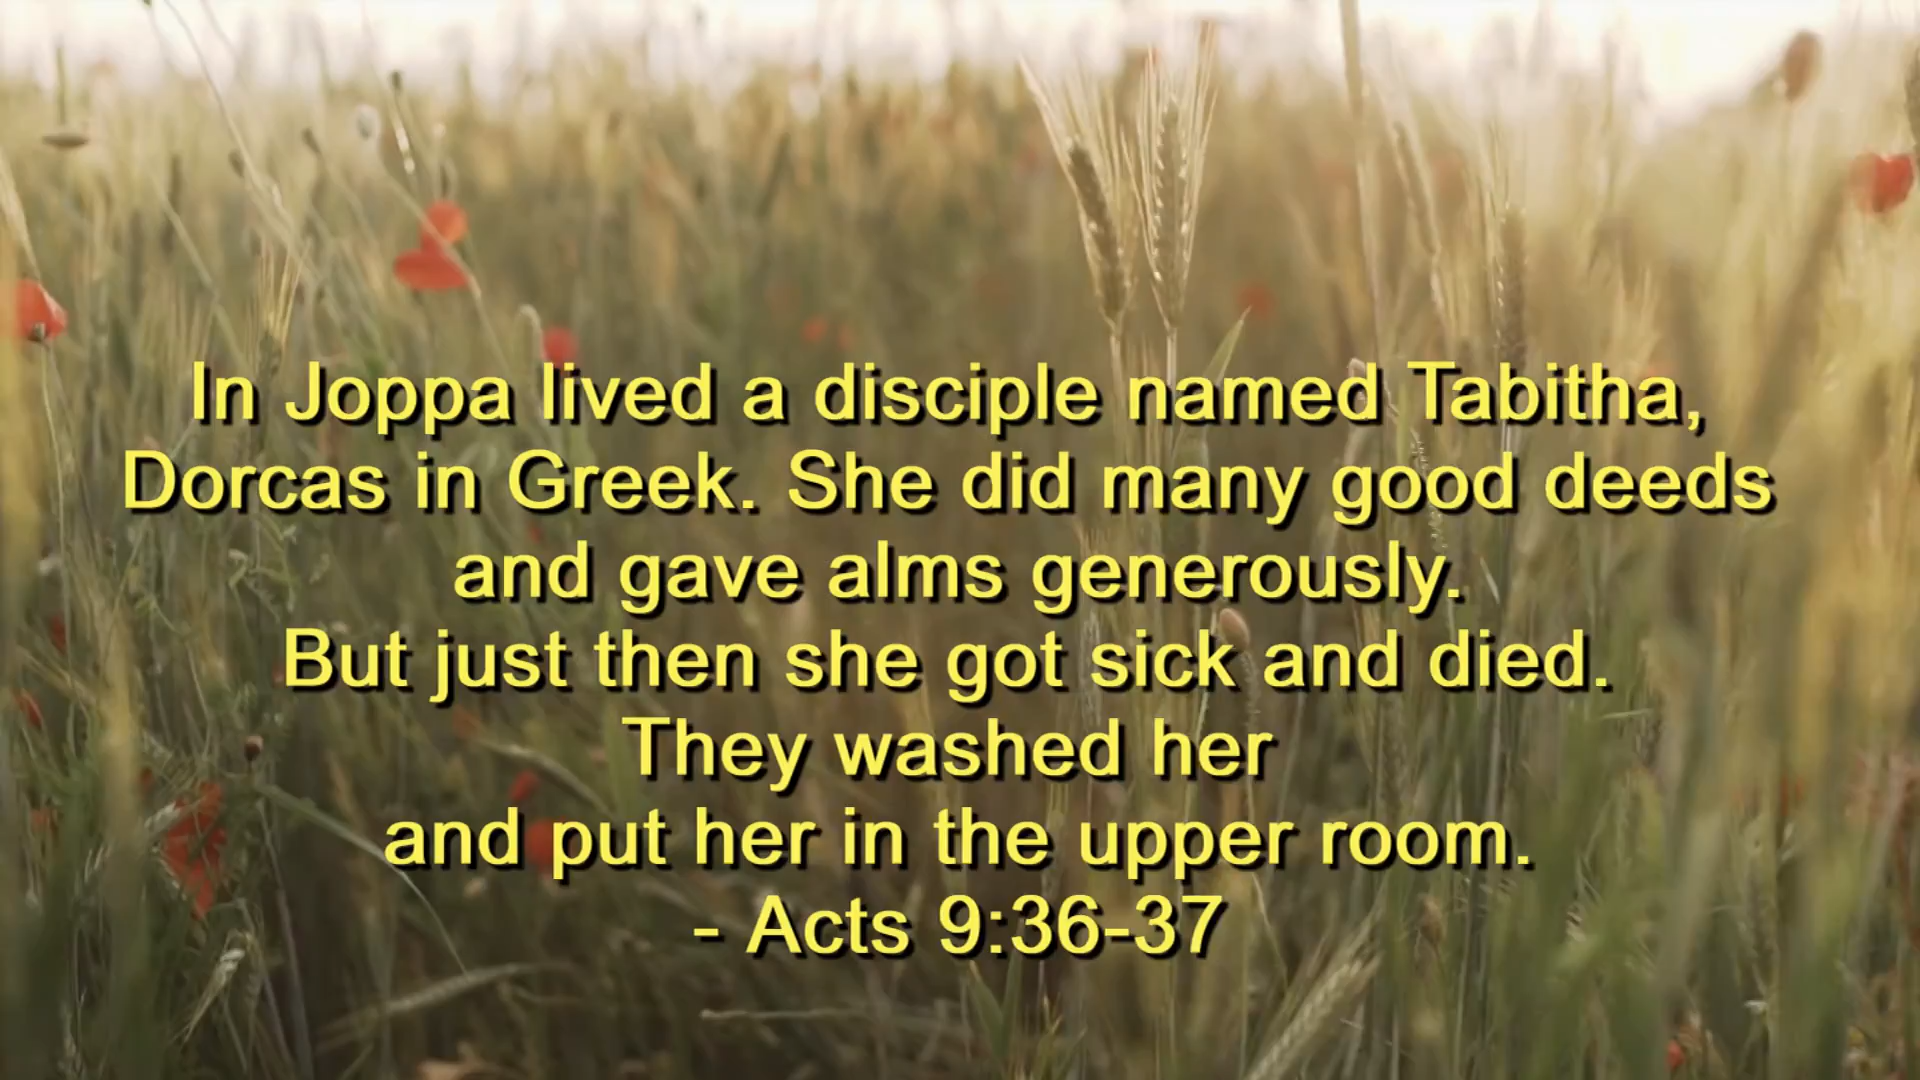 In Joppa lived a disciple named Tabitha,
Dorcas in Greek. She did many good deeds
and gave alms generously.
But just then she got sick and died.
They washed her
and put her in the upper room.
- Acts 9:36-37